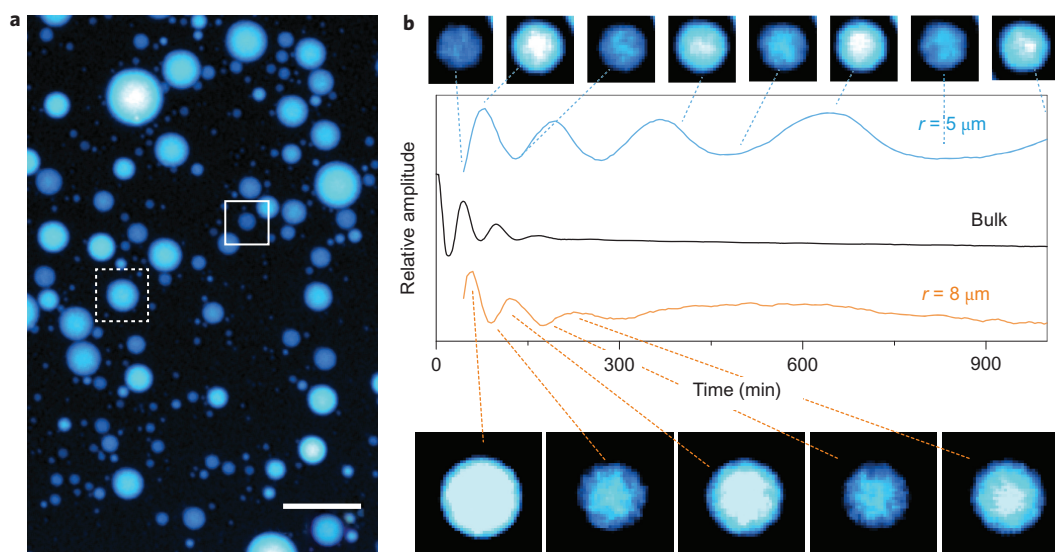 a
b
r = 5 μm
Bulk
r = 8 μm
Relative amplitude
0
300
600
900
Time (min)